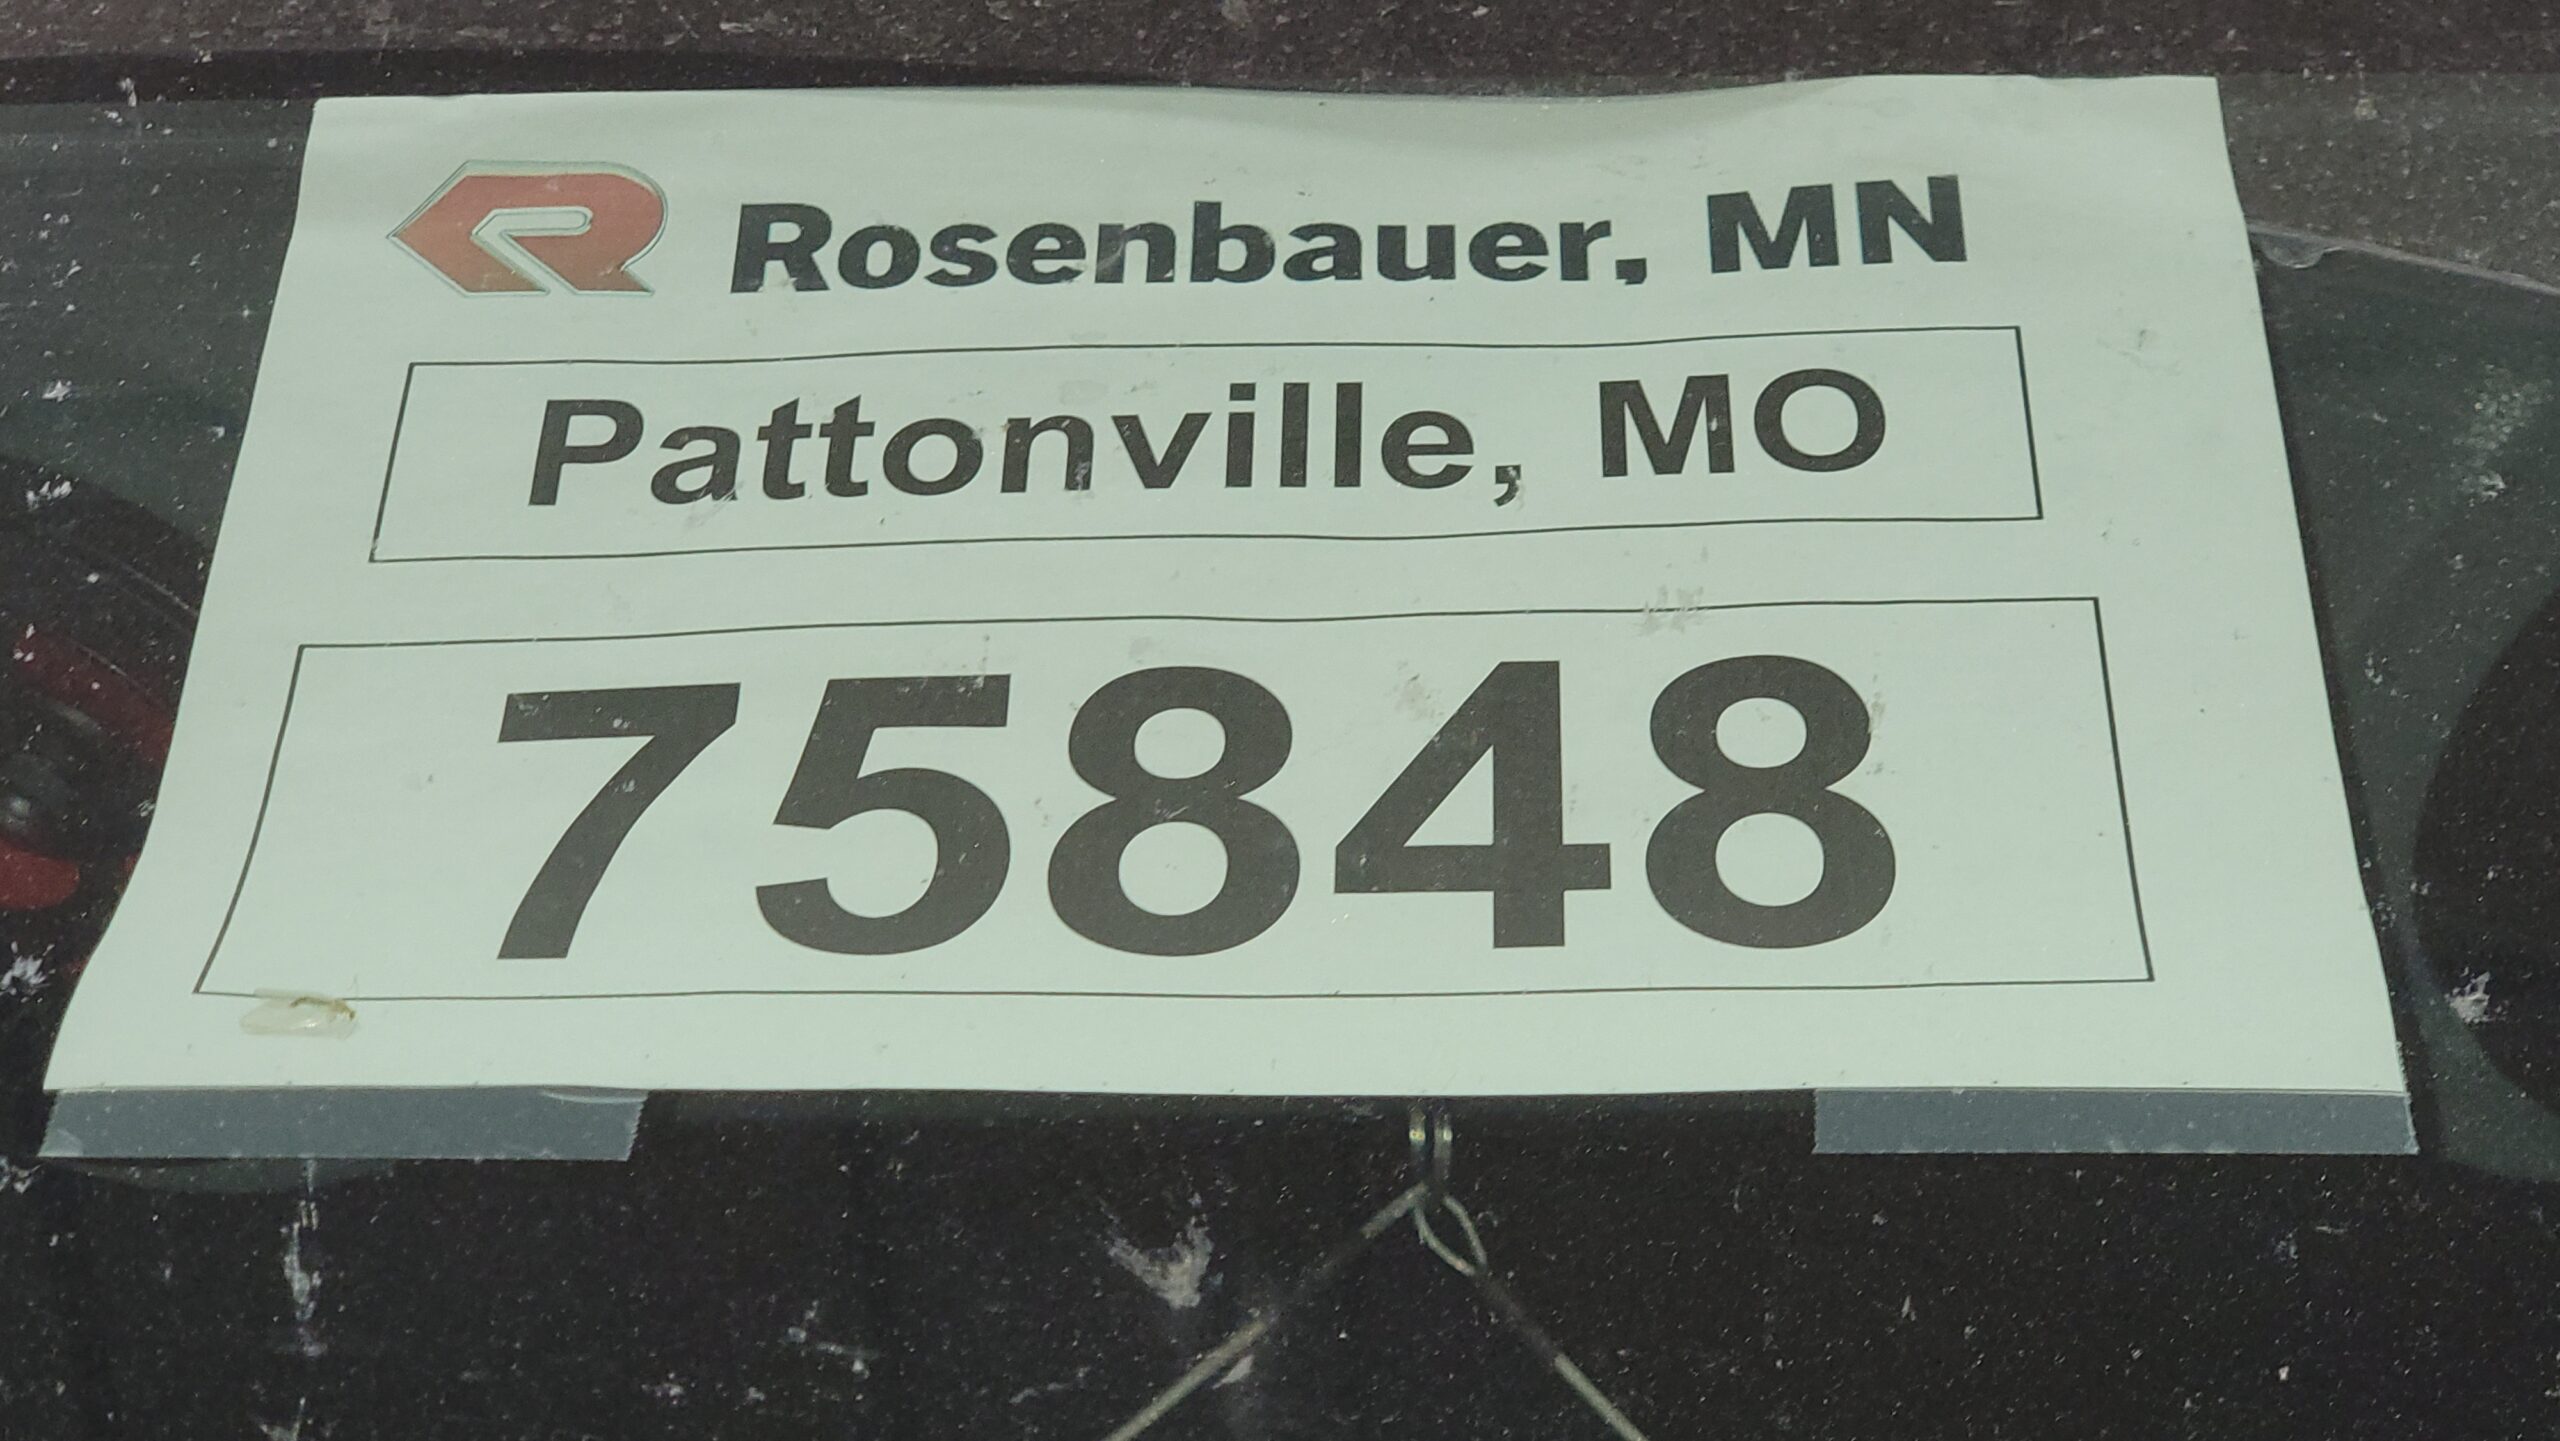 Rosenbauer, MN
Pattonville, MO
75848